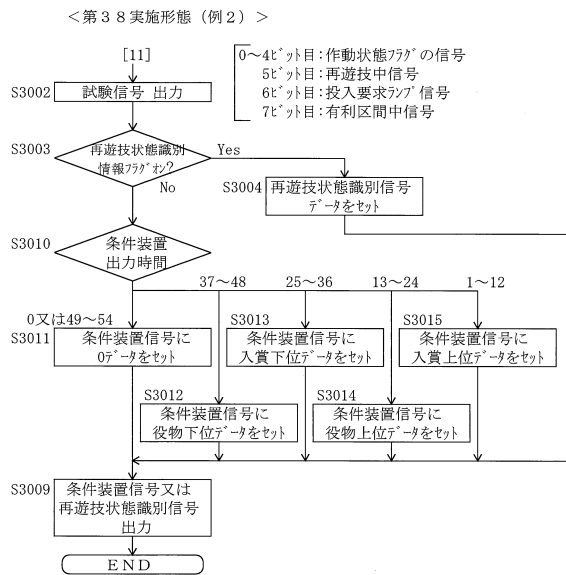 ＜第３８実施形態（例２）＞
[11]
0～4ﾋﾞｯﾄ目：作動状態ﾌﾗｸﾞの信号
5ﾋﾞｯﾄ目：再遊技中信号
6ﾋﾞｯﾄ目：投入要求ﾗﾝﾌﾟ信号
7ﾋﾞｯﾄ目：有利区間中信号
S3002
試験信号 出力
S3003
再遊技状態識別
情報ﾌﾗｸﾞｵﾝ？
Yes
No
S3004
再遊技状態識別信号
ﾃﾞｰﾀをｾｯﾄ
S3010
条件装置
出力時間
37～48
25～36
13～24
1～12
0又は49～54
S3011
条件装置信号に
0ﾃﾞｰﾀをｾｯﾄ
S3013
条件装置信号に
入賞下位ﾃﾞｰﾀをｾｯﾄ
S3015
条件装置信号に
入賞上位ﾃﾞｰﾀをｾｯﾄ
S3012
条件装置信号に
役物下位ﾃﾞｰﾀをｾｯﾄ
S3014
条件装置信号に
役物上位ﾃﾞｰﾀをｾｯﾄ
S3009
条件装置信号又は
再遊技状態識別信号
出力
ＥＮＤ